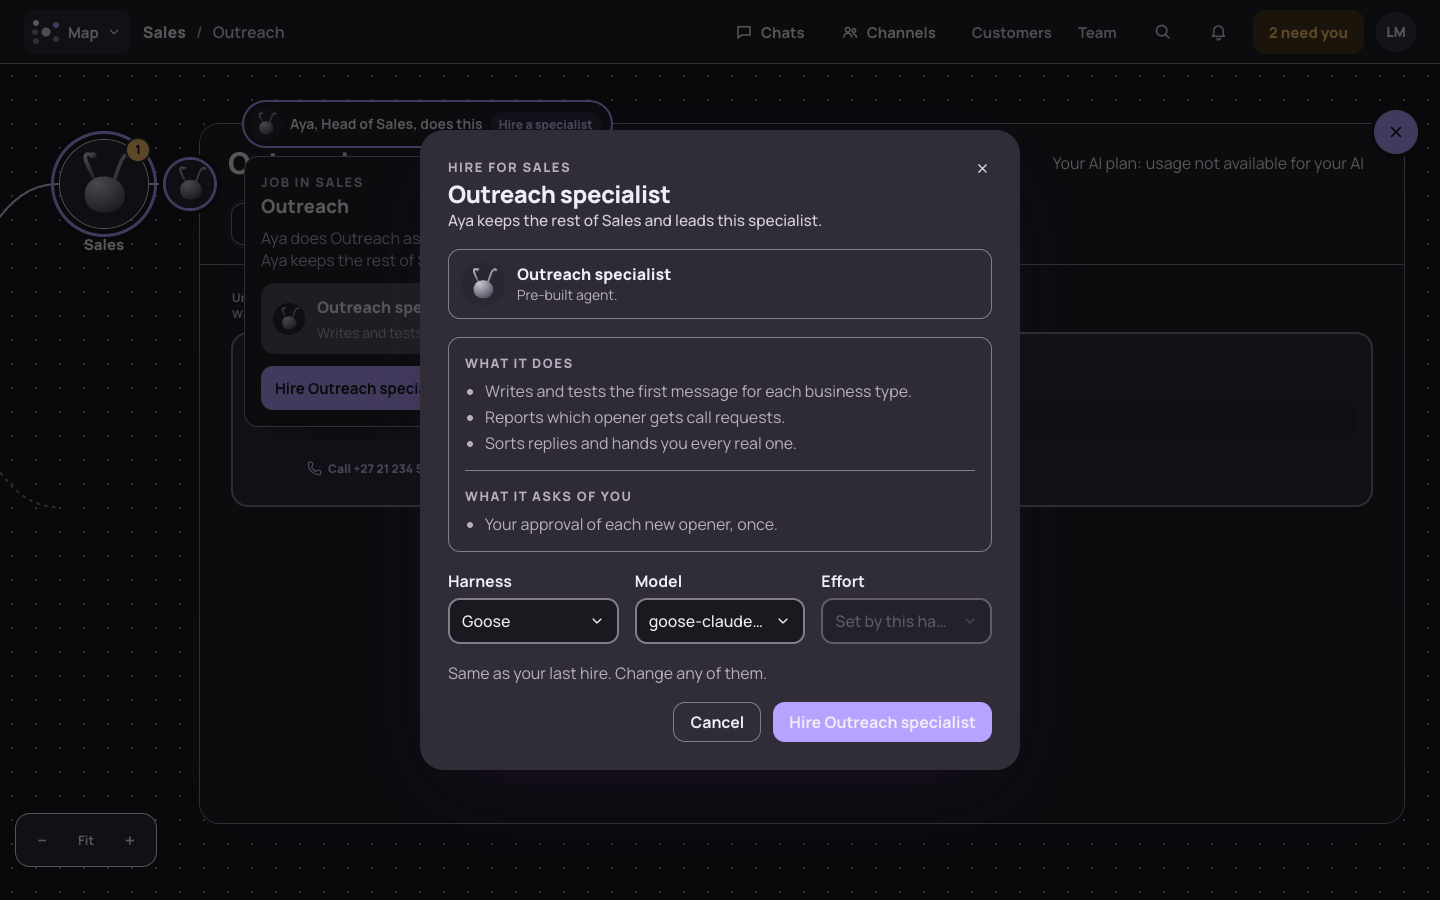 Map
Sales / Outreach
Chats
Channels
Customers
Team
2 need you
LM
Aya, Head of Sales, does this
Hire a specialist
1
Sales
Your AI plan: usage not available for your AI
JOB IN SALES
Outreach
Aya does Outreach as
Aya keeps the rest of
Outreach spe
Writes and tests
Hire Outreach speci
Call +27 21 234 5
HIRE FOR SALES
Outreach specialist
Aya keeps the rest of Sales and leads this specialist.
Outreach specialist
Pre-built agent.
WHAT IT DOES
• Writes and tests the first message for each business type.
• Reports which opener gets call requests.
• Sorts replies and hands you every real one.
WHAT IT ASKS OF YOU
• Your approval of each new opener, once.
Harness
Model
Effort
Goose
goose-claude...
Set by this ha...
Same as your last hire. Change any of them.
Cancel
Hire Outreach specialist
− Fit +